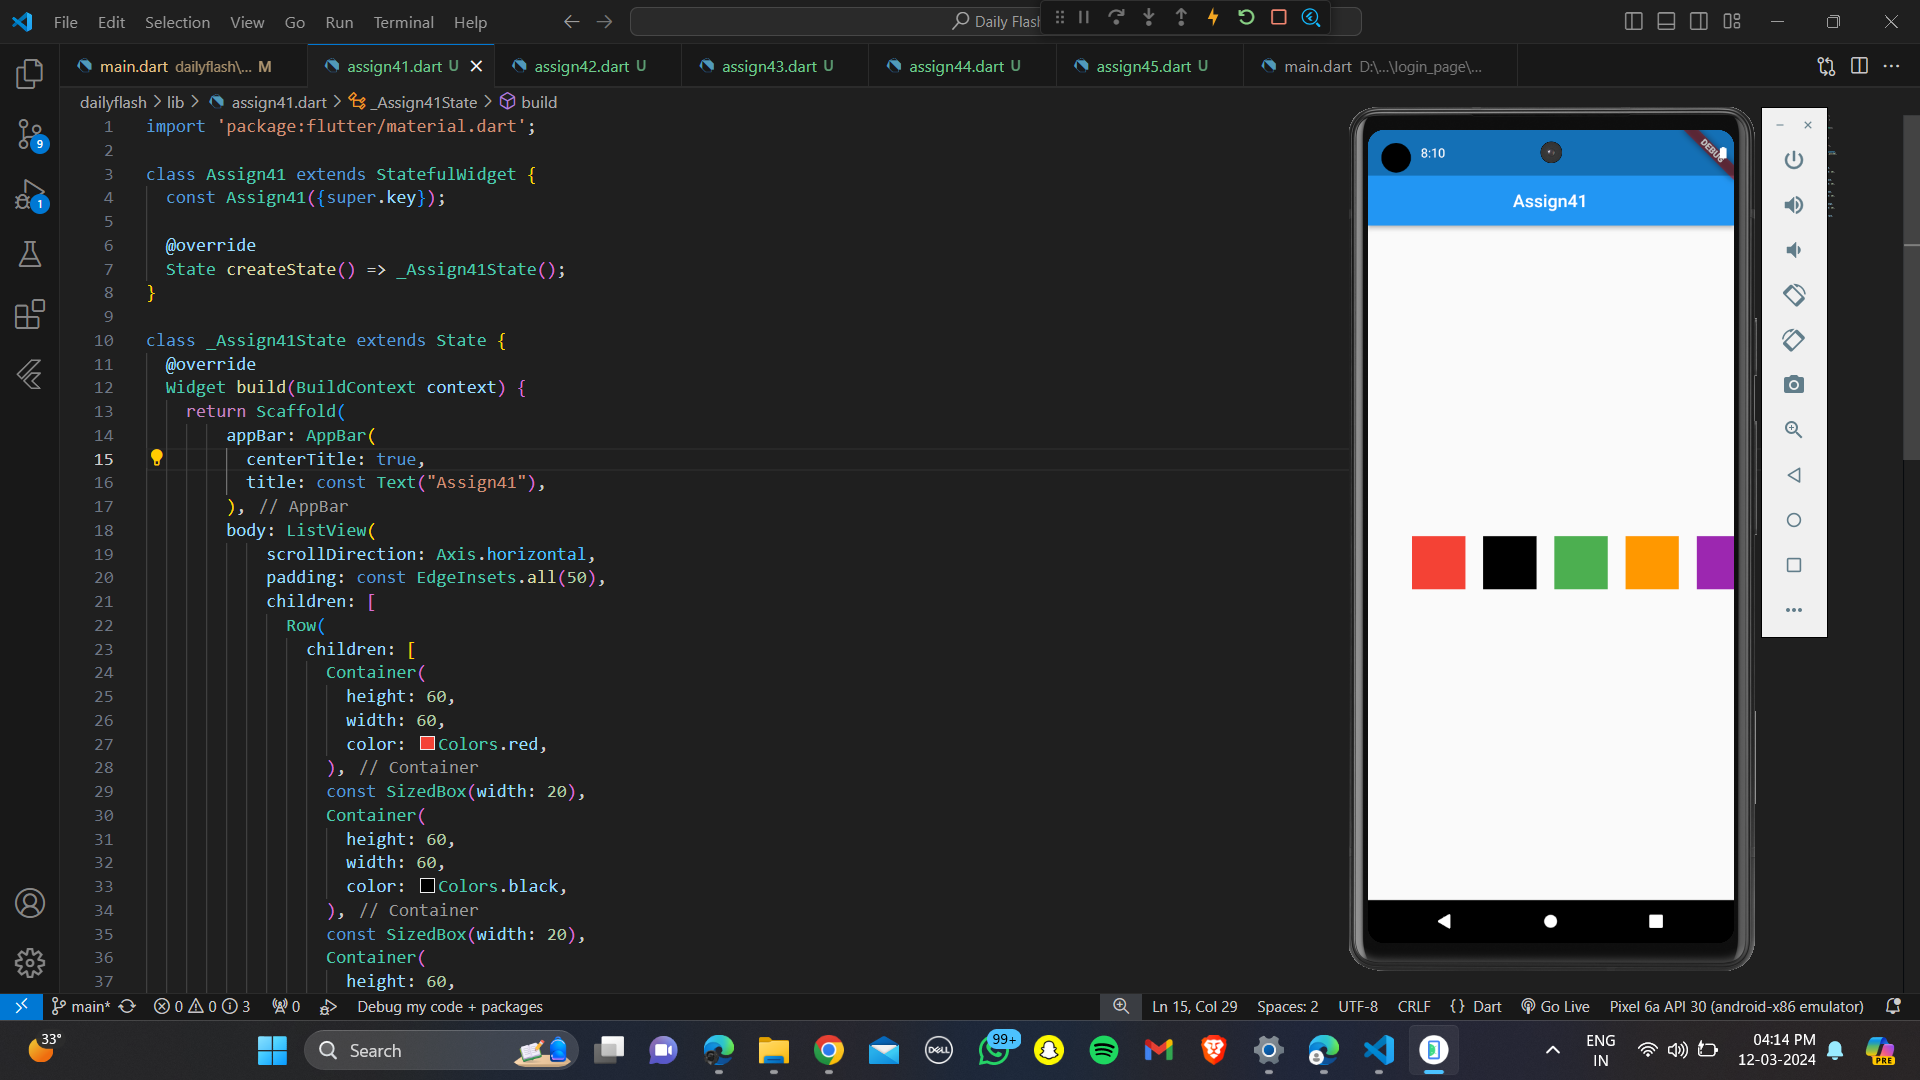 File Edit Selection View Go Run Terminal Help
Daily Flash
main.dart dailyflash\... M
assign41.dart U
assign42.dart U
assign43.dart U
assign44.dart U
assign45.dart U
main.dart D:\...\login_page\...
dailyflash > lib > assign41.dart > _Assign41State > build
1 import 'package:flutter/material.dart';
2
3 class Assign41 extends StatefulWidget {
4 const Assign41({super.key});
5
6 @override
7 State createState() => _Assign41State();
8 }
9
10 class _Assign41State extends State {
11 @override
12 Widget build(BuildContext context) {
13 return Scaffold(
14 appBar: AppBar(
15 centerTitle: true,
16 title: const Text("Assign41"),
17 ), // AppBar
18 body: ListView(
19 scrollDirection: Axis.horizontal,
20 padding: const EdgeInsets.all(50),
21 children: [
22 Row(
23 children: [
24 Container(
25 height: 60,
26 width: 60,
27 color: Colors.red,
28 ), // Container
29 const SizedBox(width: 20),
30 Container(
31 height: 60,
32 width: 60,
33 color: Colors.black,
34 ), // Container
35 const SizedBox(width: 20),
36 Container(
37 height: 60,
8:10
DEBUG
Assign41
9
1
main* 0 0 3 0 Debug my code + packages
Ln 15, Col 29 Spaces: 2 UTF-8 CRLF {} Dart Go Live Pixel 6a API 30 (android-x86 emulator)
33°
Search
DELL
99+
ENG
IN
04:14 PM
12-03-2024
PRE